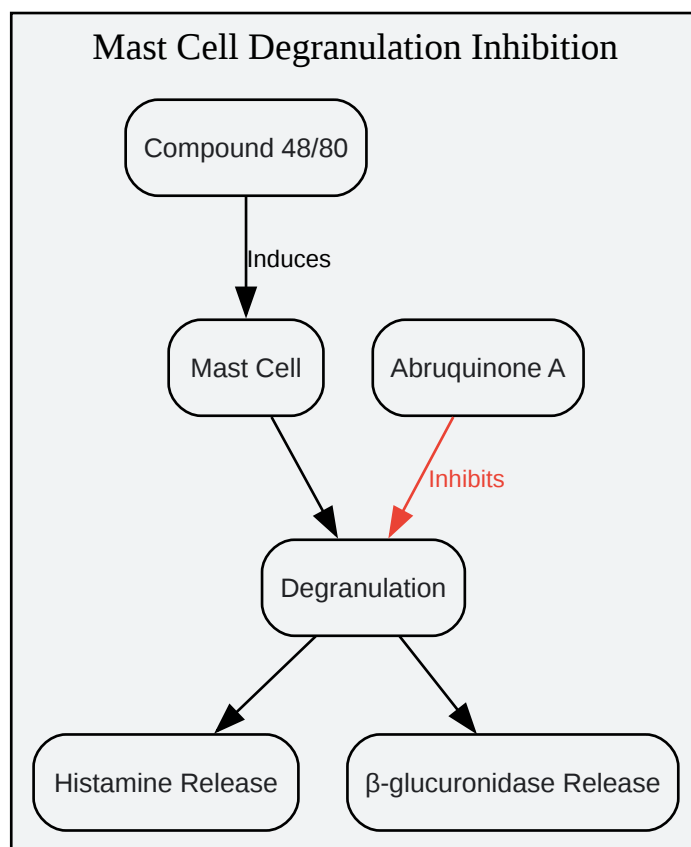 Mast Cell Degranulation Inhibition
Compound 48/80
Induces
Mast Cell
Abruquinone A
Inhibits
Degranulation
Histamine Release
β-glucuronidase Release